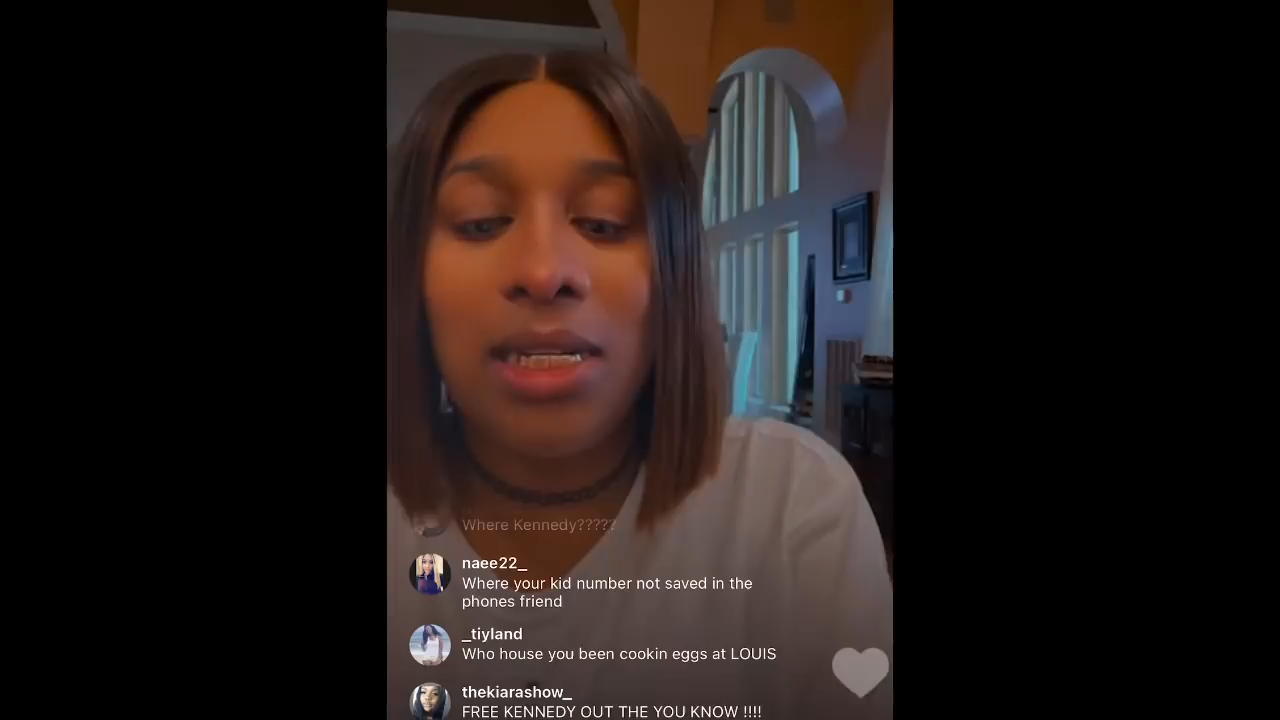 Where Kennedy?????
naee22_
Where your kid number not saved in the
phones friend
_tiyland
Who house you been cookin eggs at LOUIS
thekiarashow_
FREE KENNEDY OUT THE YOU KNOW !!!!